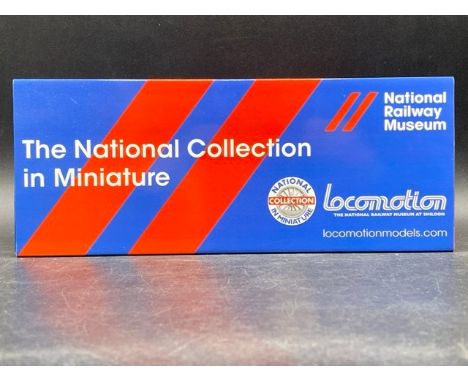 National
Railway
Museum
The National Collection
in Miniature
NATIONAL
COLLECTION
IN MINIATURE
locomotion
THE NATIONAL RAILWAY MUSEUM AT SHILDON
locomotionmodels.com